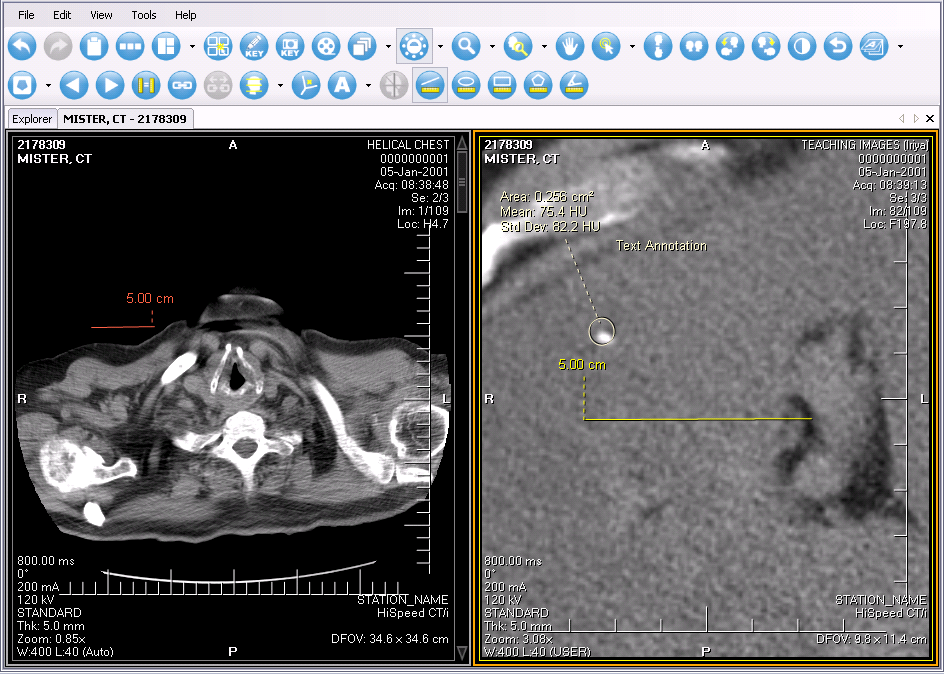 File Edit View Tools Help
KEY KEY
A
Explorer MISTER, CT - 2178309
2178309
MISTER, CT
A
HELICAL CHEST
0000000001
05-Jan-2001
Acq: 08:38:48
Se: 2/3
Im: 1/109
Loc: H4.7
5.00 cm
R
L
800.00 ms
0°
200 mA
120 kV
STANDARD
Thk: 5.0 mm
Zoom: 0.85x
W:400 L:40 (Auto)
P
STATION_NAME
HiSpeed CT/i
DFOV: 34.6 x 34.6 cm
2178309
MISTER, CT
A
TEACHING IMAGES
0000000001
05-Jan-2001
Acq: 08:39:13
Se: 3/3
Im: 82/109
Loc: F197.8
Area: 0.256 cm²
Mean: 75.4 HU
Std Dev: 82.2 HU
Text Annotation
5.00 cm
R
L
800.00 ms
0°
200 mA
120 kV
STANDARD
Thk: 5.0 mm
Zoom: 3.08x
W:400 L:40 (USER)
P
STATION_NAME
HiSpeed CT/i
DFOV: 9.8 x 11.4 cm